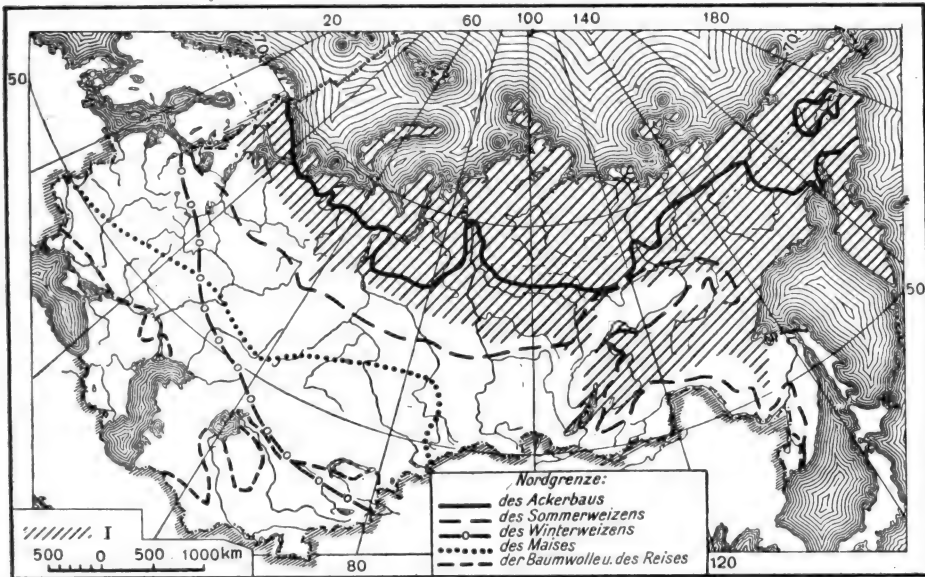 20 60 100 140 180
70
50
50
Nordgrenze:
des Ackerbaus
des Sommerweizens
des Winterweizens
des Maises
der Baumwolle u. des Reises
I
500 0 500 1000km
80
120